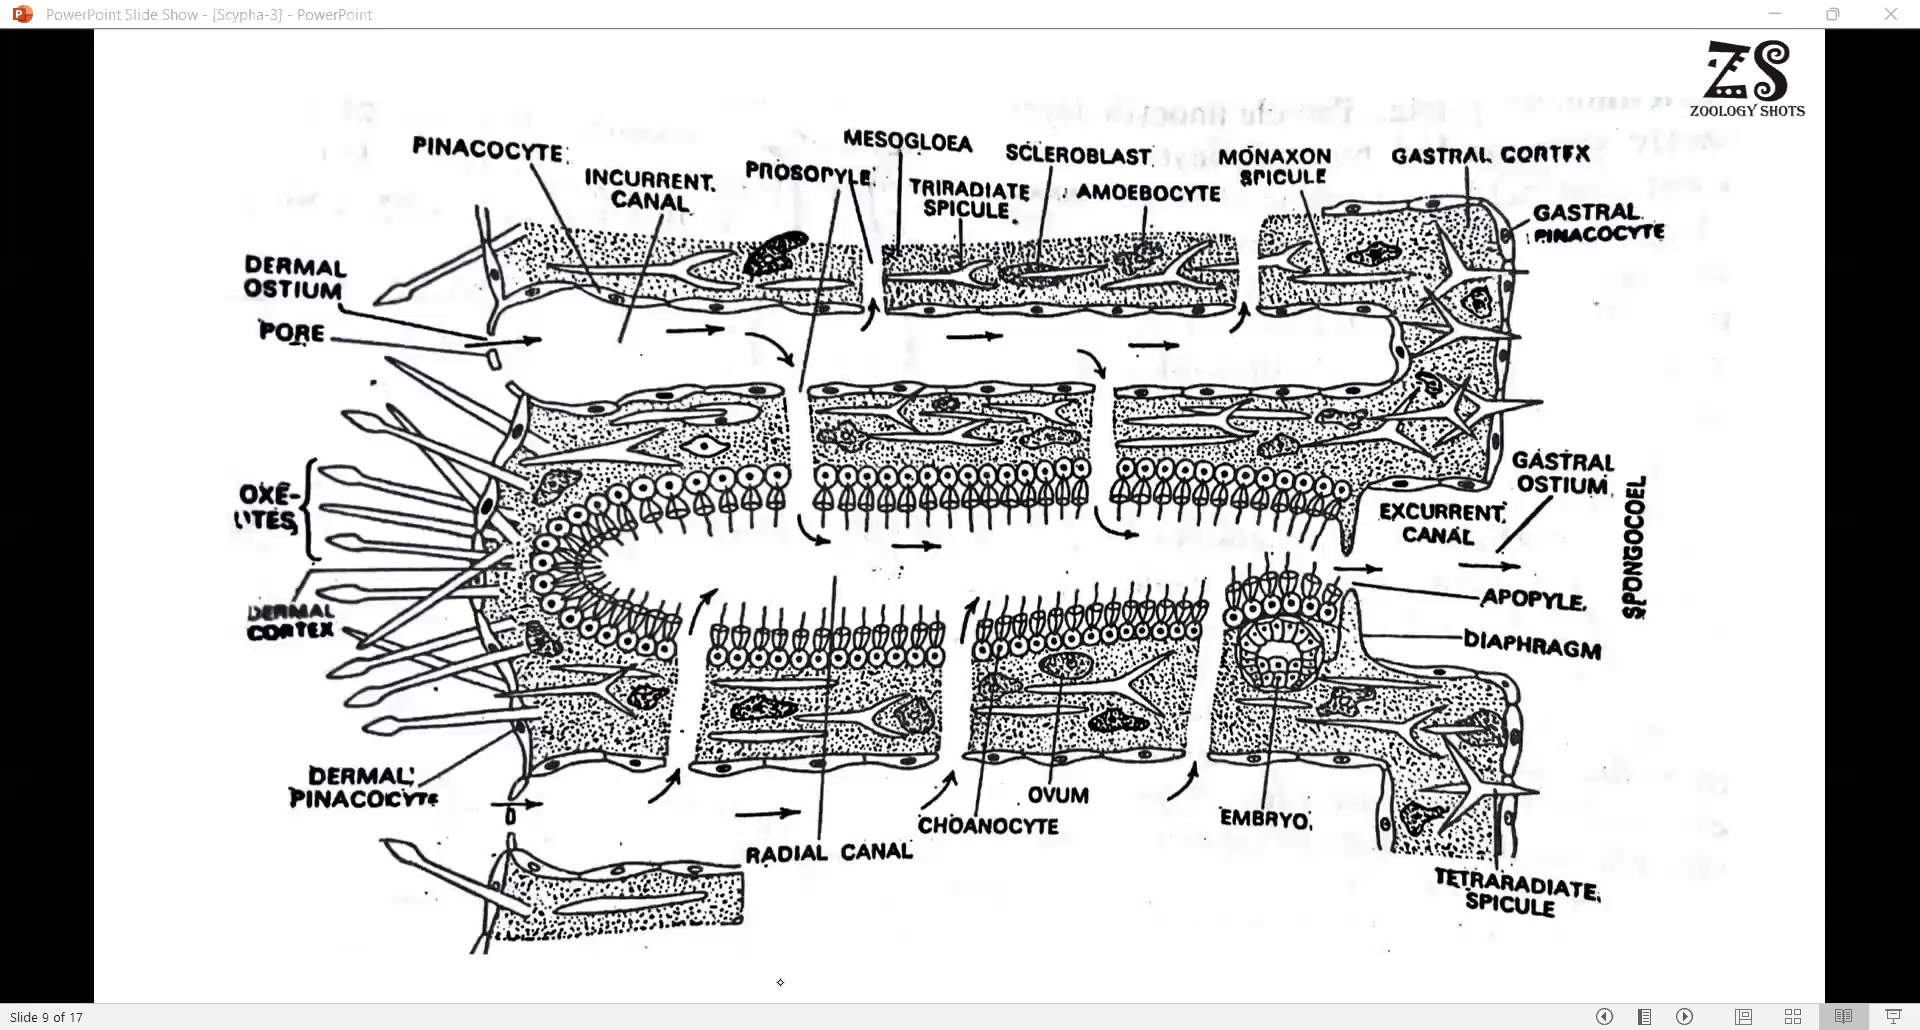 PowerPoint Slide Show - [Scypha-3] - PowerPoint
ZS
ZOOLOGY SHOTS
PINACOCYTE
INCURRENT
CANAL
PROSOPYLE
MESOGLOEA
TRIRADIATE
SPICULE
SCLEROBLAST
AMOEBOCYTE
MONAXON
SPICULE
GASTRAL CORTEX
GASTRAL
PINACOCYTE
DERMAL
OSTIUM
PORE
OXE-
OTES
DERMAL
CORTEX
DERMAL
PINACOCYTE
GASTRAL
OSTIUM
EXCURRENT
CANAL
SPONGOCOEL
APOPYLE
DIAPHRAGM
OVUM
CHOANOCYTE
EMBRYO
RADIAL CANAL
TETRARADIATE
SPICULE
Slide 9 of 17